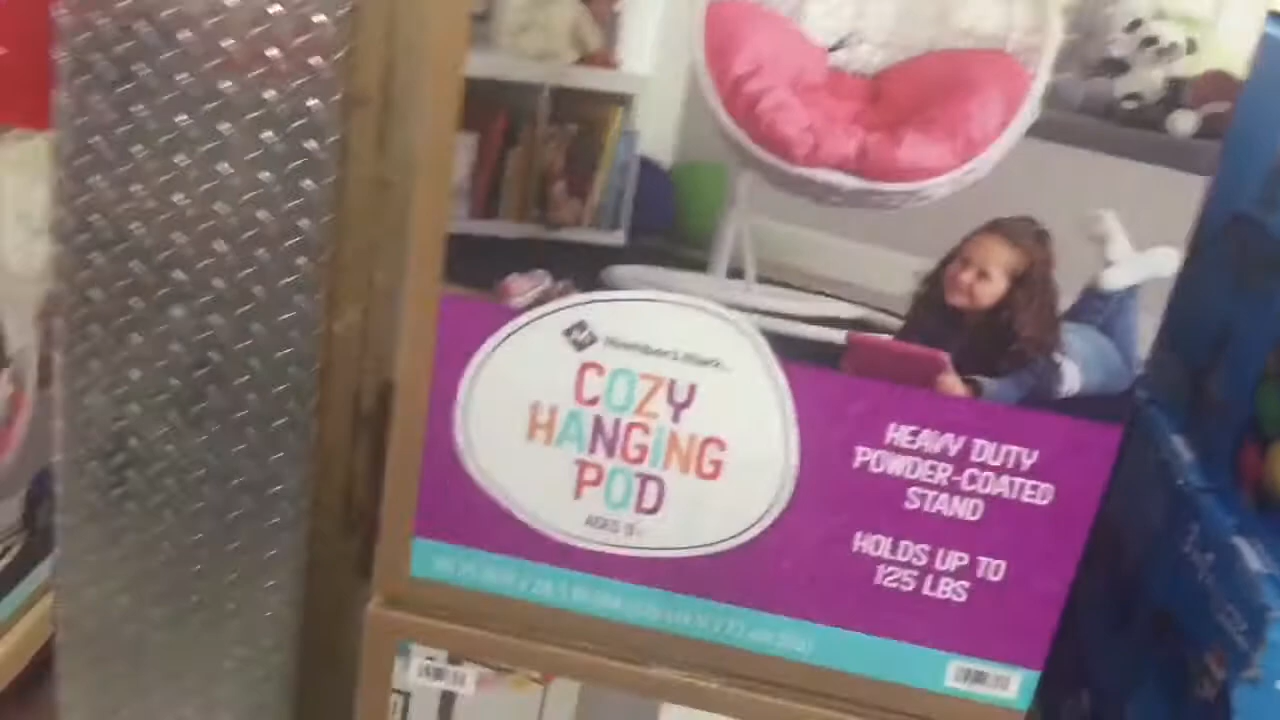 Member's Mark
COZY
HANGING
POD
HEAVY DUTY
POWDER-COATED
STAND
HOLDS UP TO
125 LBS